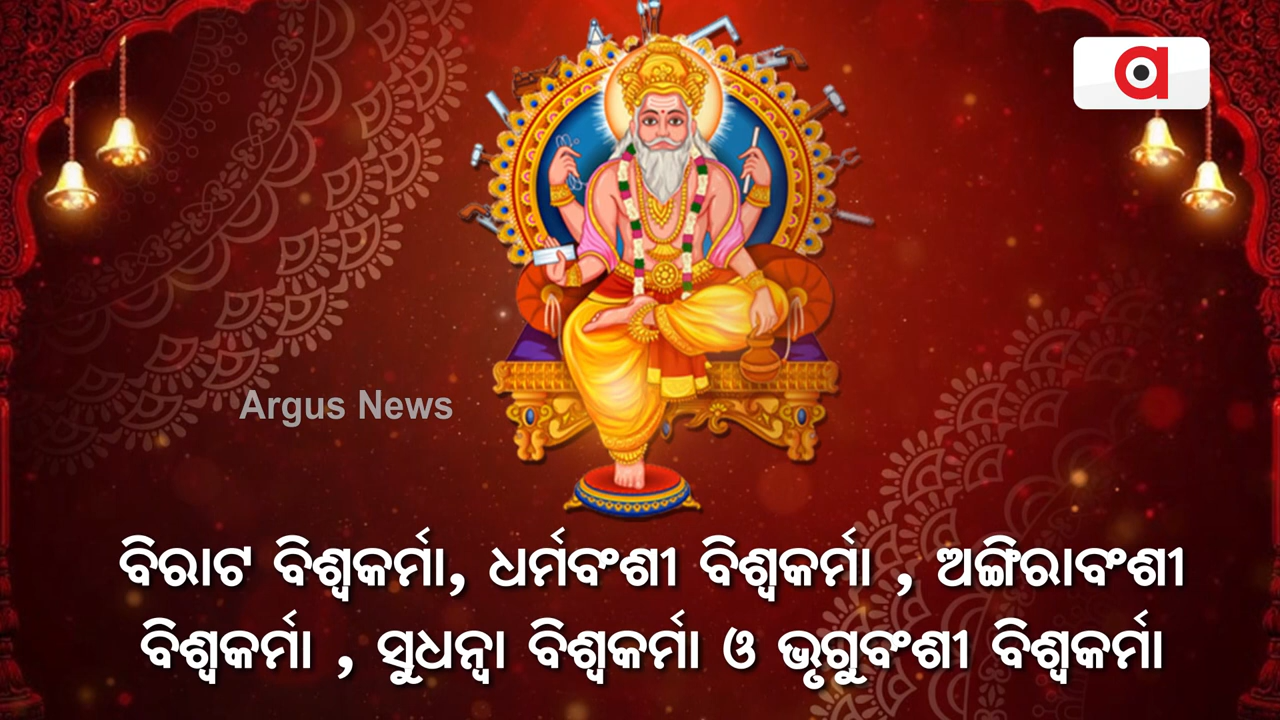 a
Argus News
ବିରାଟ ବିଶ୍ୱକର୍ମା, ଧର୍ମବଂଶୀ ବିଶ୍ୱକର୍ମା , ଅଙ୍ଗିରାବଂଶୀ
ବିଶ୍ୱକର୍ମା , ସୁଧନ୍ୱା ବିଶ୍ୱକର୍ମା ଓ ଭୃଗୁବଂଶୀ ବିଶ୍ୱକର୍ମା